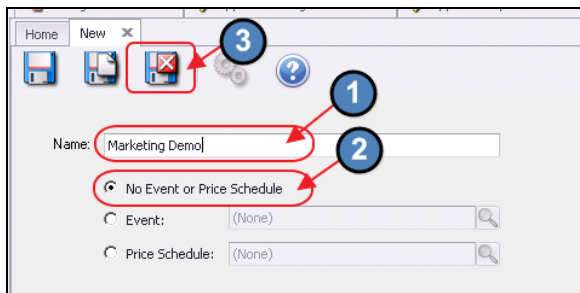 Home New
3
?
1
Name: Marketing Demo
2
No Event or Price Schedule
Event: (None)
Price Schedule: (None)